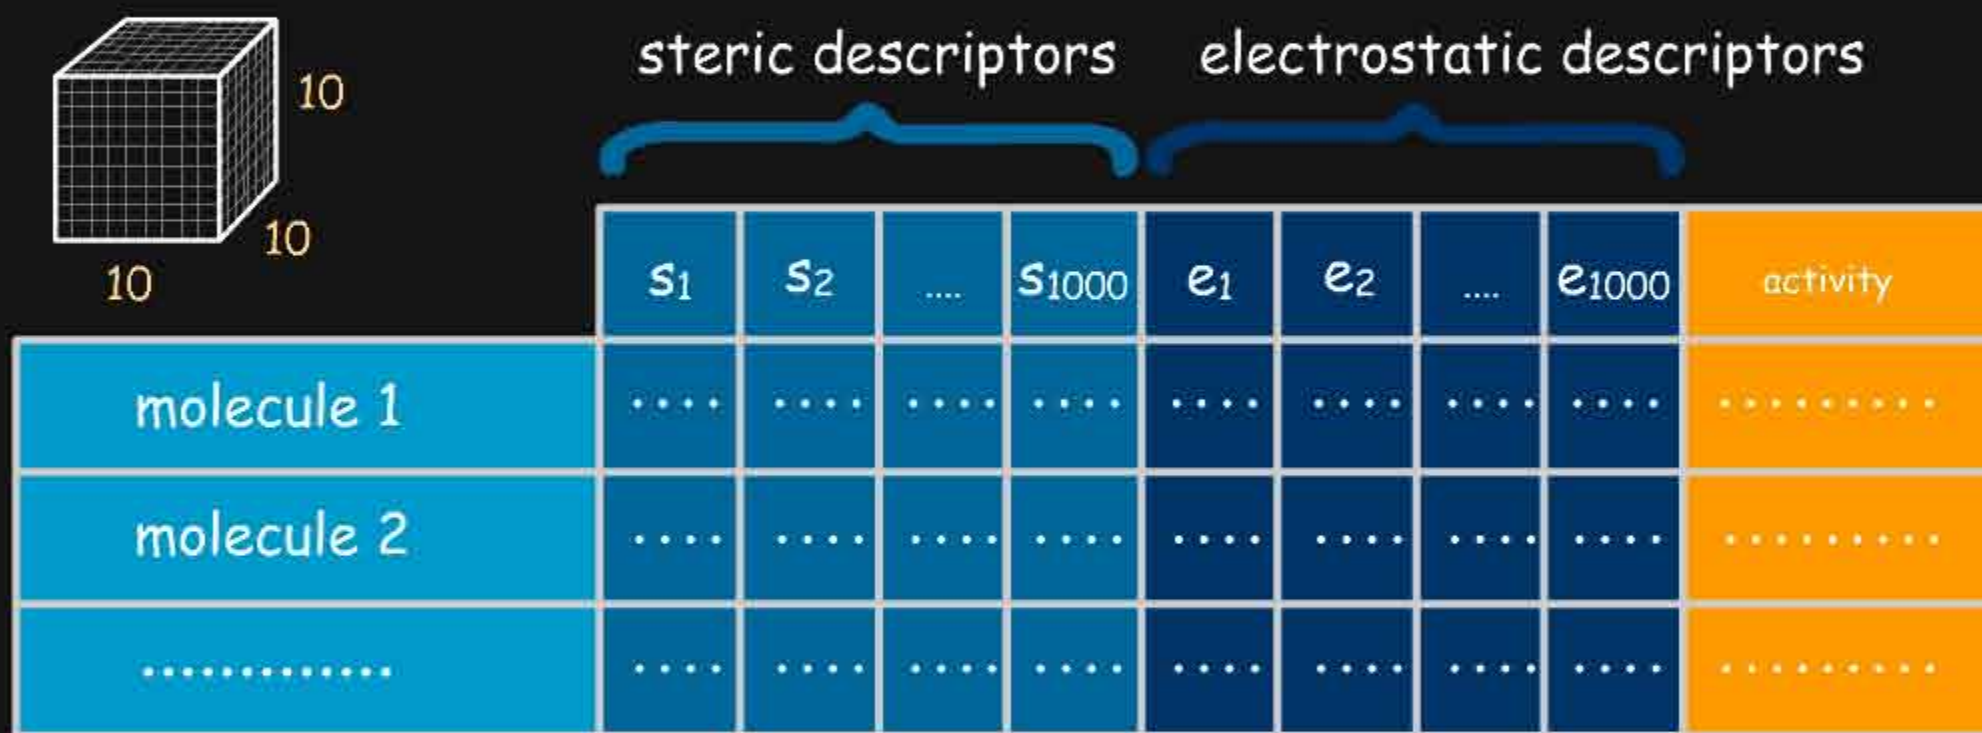 steric descriptors electrostatic descriptors
10
10
10
s1 s2 .... s1000 e1 e2 .... e1000 activity
molecule 1 .... .... .... .... .... .... .... .... .........
molecule 2 .... .... .... .... .... .... .... .... .........
............. .... .... .... .... .... .... .... .... .........